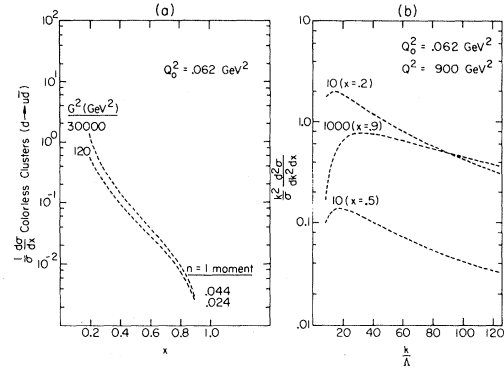 (a)
10²
10¹
10⁰
10⁻¹
10⁻²
1/σ dσ/dx Colorless Clusters (d→ud̅)
Q₀² = .062 GeV²
G²(GeV²)
30000
120
n = 1 moment
.044
.024
0.2 0.4 0.6 0.8 1.0
x
(b)
10
1.0
0.1
.01
k²/σ d²σ/dk²dx
Q₀² = .062 GeV²
Q² = 900 GeV²
10 (x=.2)
1000 (x=.9)
10 (x=.5)
20 40 60 80 100 120
k/Λ